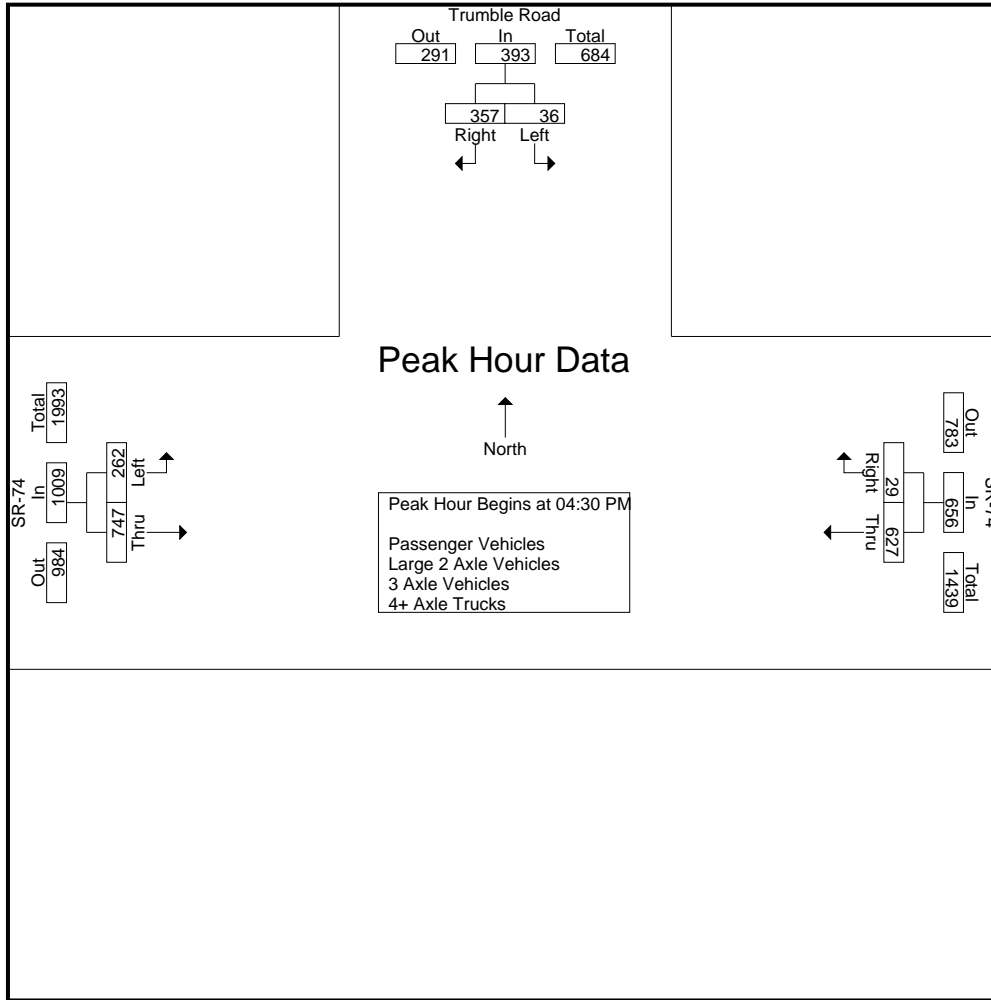 Trumble Road
Out In Total
291 393 684
357 36
Right Left
Peak Hour Data
North
Peak Hour Begins at 04:30 PM
Passenger Vehicles
Large 2 Axle Vehicles
3 Axle Vehicles
4+ Axle Trucks
SR-74
Out In Total
984 1009 1993
747 262
Thru Left
SR-74
Out In Total
783 656 1439
29 627
Right Thru